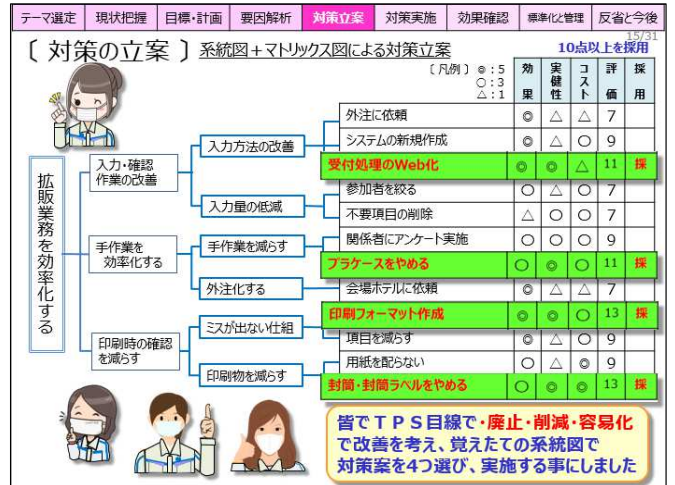 テーマ選定 現状把握 目標・計画 要因解析 対策立案 対策実施 効果確認 標準化と管理 反省と今後
15/31
〔 対策の立案 〕 系統図＋マトリックス図による対策立案
10点以上を採用
〔凡例〕 ◎：5
○：3
△：1
効果 実健性 コスト 評価 採用
拡販業務を効率化する
入力・確認
作業の改善
手作業を
効率化する
印刷時の確認
を減らす
入力方法の改善
入力量の低減
手作業を減らす
外注化する
ミスが出ない仕組
印刷物を減らす
外注に依頼 ◎ △ △ 7
システムの新規作成 ◎ △ ○ 9
受付処理のWeb化 ◎ ◎ △ 11 採
参加者を絞る ○ △ ○ 7
不要項目の削除 △ ○ ○ 7
関係者にアンケート実施 ○ ○ ○ 9
プラケースをやめる ○ ◎ ○ 11 採
会場ホテルに依頼 ◎ △ △ 7
印刷フォーマット作成 ◎ ◎ ○ 13 採
項目を減らす ◎ △ ○ 9
用紙を配らない ○ △ ◎ 9
封筒・封筒ラベルをやめる ○ ◎ ◎ 13 採
皆でＴＰＳ目線で・廃止・削減・容易化
で改善を考え、覚えたての系統図で
対策案を4つ選び、実施する事にしました